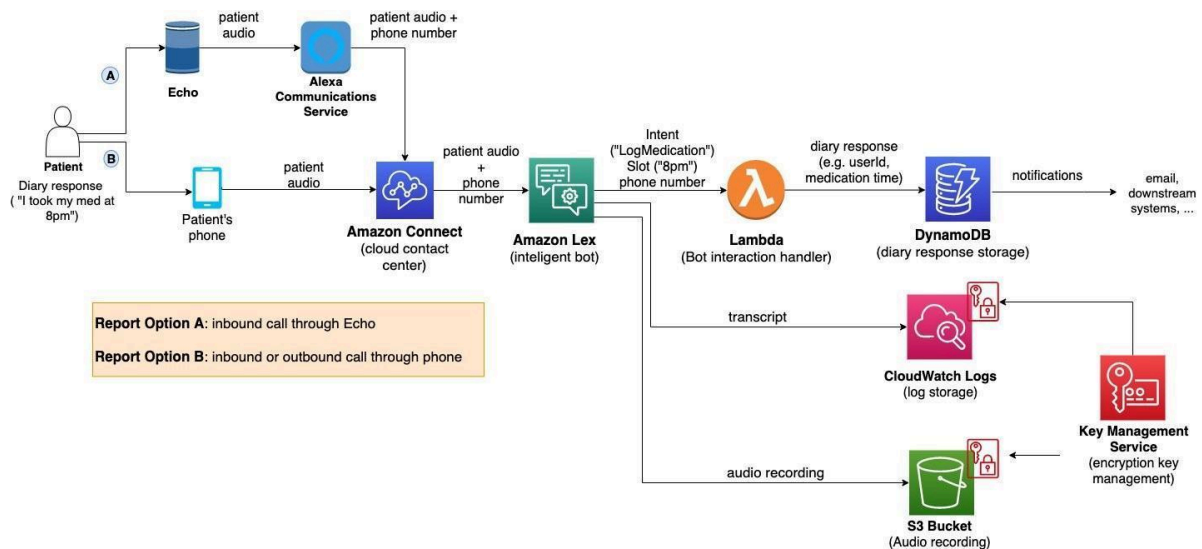 patient
audio
patient audio +
phone number
A
Echo
Alexa
Communications
Service
B
Patient
Diary response
( "I took my med at
8pm")
Patient's
phone
patient
audio
Amazon Connect
(cloud contact
center)
patient audio
+
phone
number
Amazon Lex
(inteligent bot)
Intent
("LogMedication")
Slot ("8pm")
phone number
Lambda
(Bot interaction handler)
diary response
(e.g. userId,
medication time)
DynamoDB
(diary response storage)
notifications
email,
downstream
systems, ...
Report Option A: inbound call through Echo
Report Option B: inbound or outbound call through phone
transcript
CloudWatch Logs
(log storage)
Key Management
Service
(encryption key
management)
audio recording
S3 Bucket
(Audio recording)